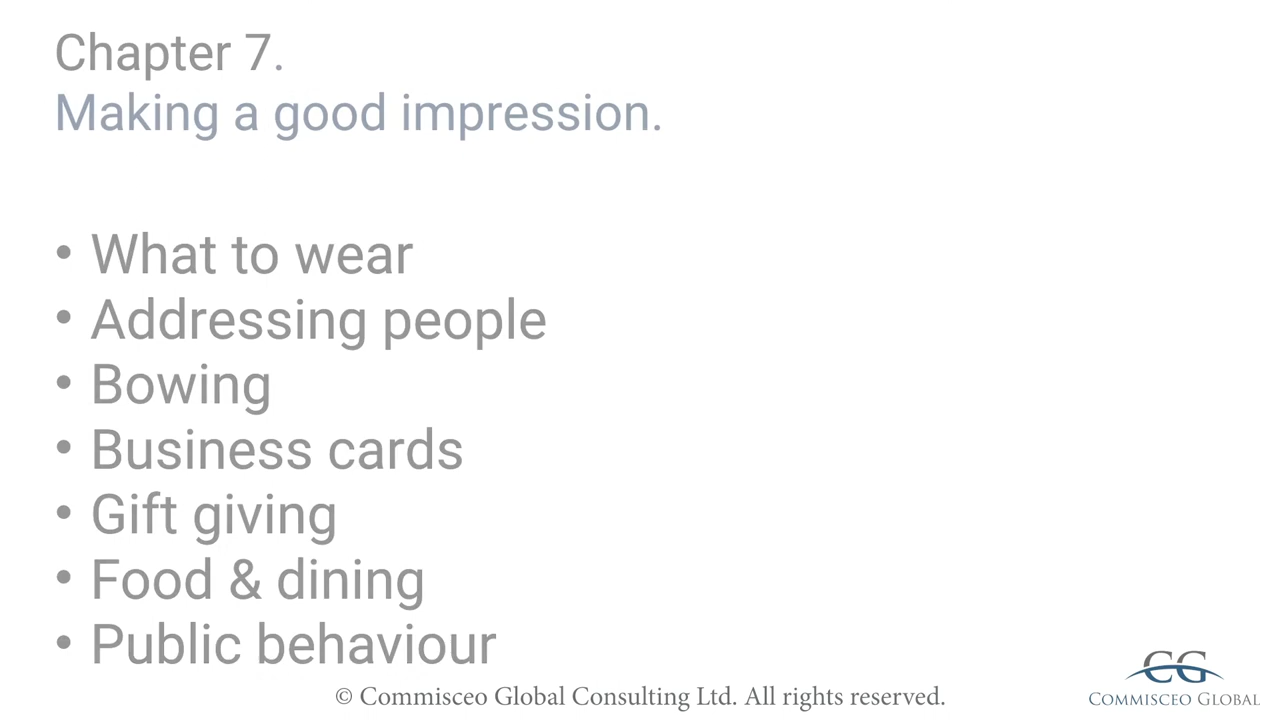 Chapter 7.
Making a good impression.
• What to wear
• Addressing people
• Bowing
• Business cards
• Gift giving
• Food & dining
• Public behaviour
© Commisceo Global Consulting Ltd. All rights reserved.
CG
COMMISCEO GLOBAL